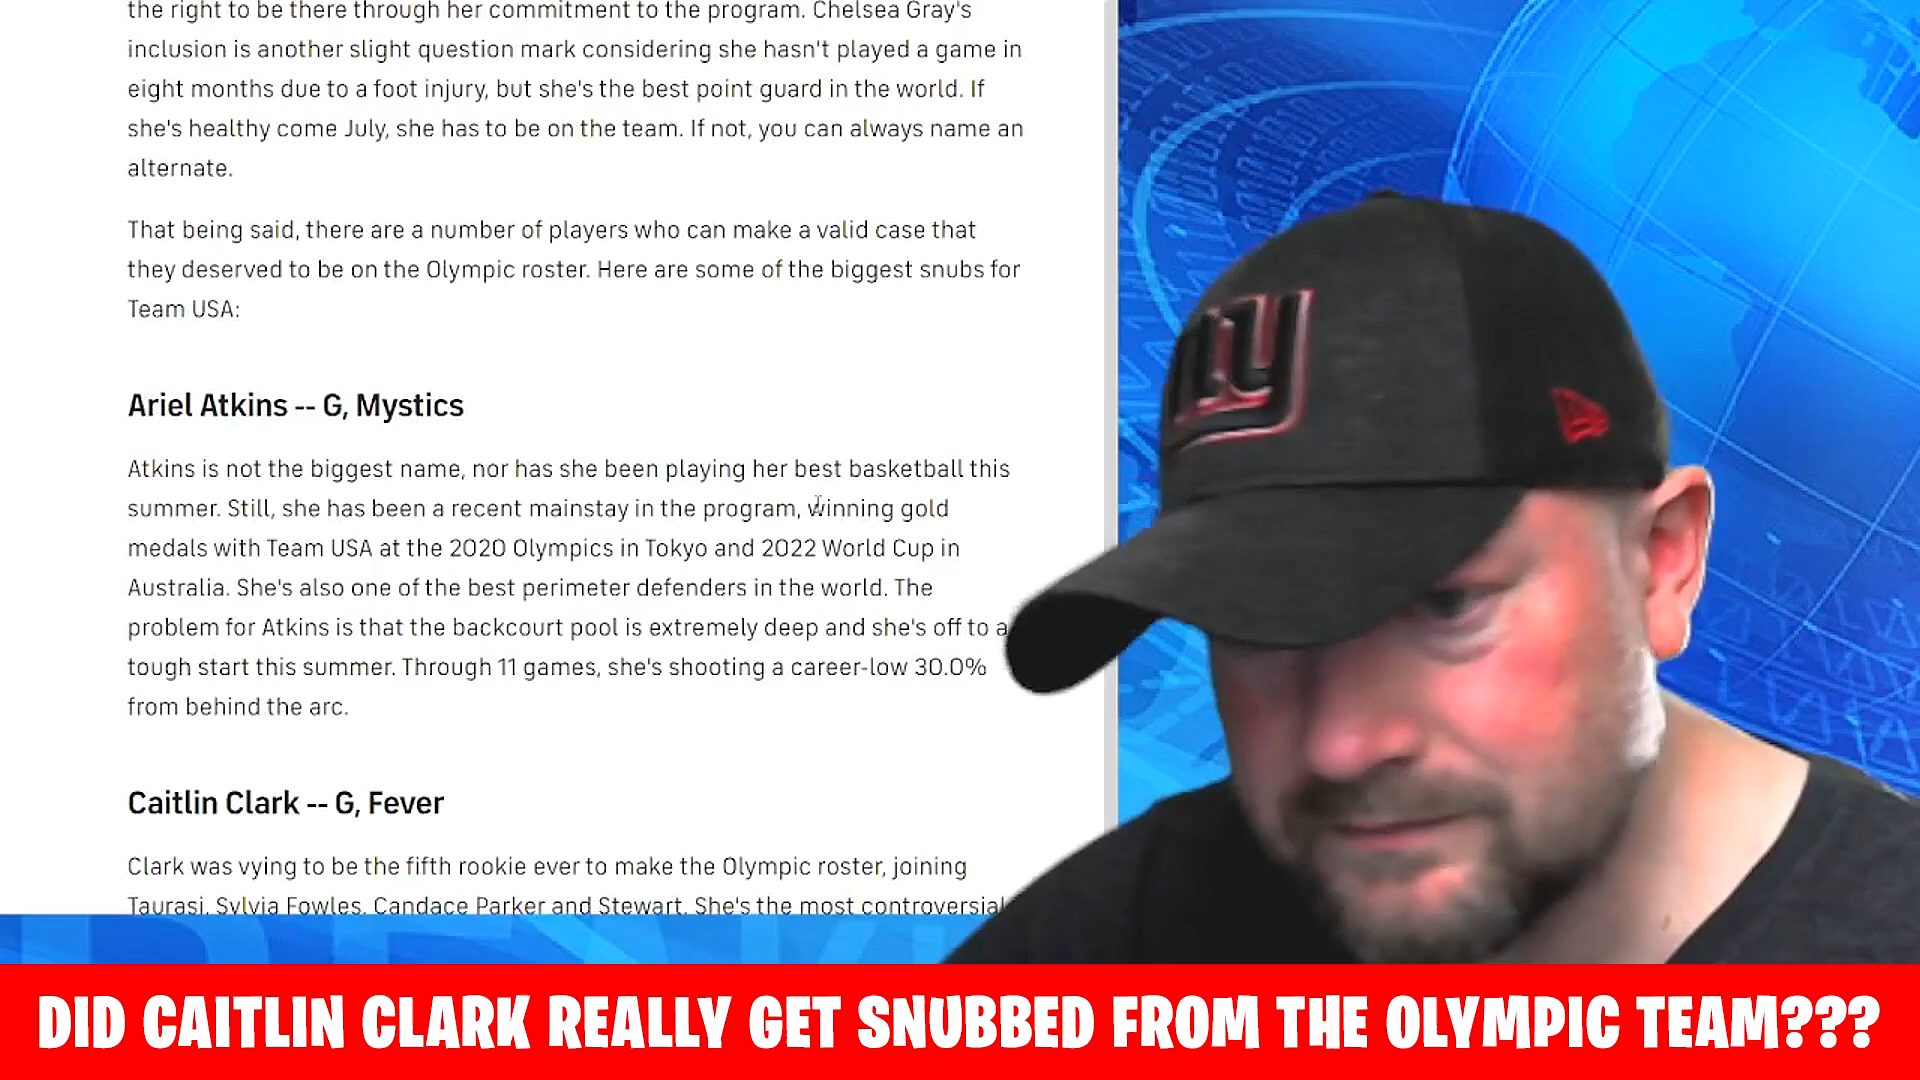 the right to be there through her commitment to the program. Chelsea Gray's
inclusion is another slight question mark considering she hasn't played a game in
eight months due to a foot injury, but she's the best point guard in the world. If
she's healthy come July, she has to be on the team. If not, you can always name an
alternate.
That being said, there are a number of players who can make a valid case that
they deserved to be on the Olympic roster. Here are some of the biggest snubs for
Team USA:
Ariel Atkins -- G, Mystics
Atkins is not the biggest name, nor has she been playing her best basketball this
summer. Still, she has been a recent mainstay in the program, winning gold
medals with Team USA at the 2020 Olympics in Tokyo and 2022 World Cup in
Australia. She's also one of the best perimeter defenders in the world. The
problem for Atkins is that the backcourt pool is extremely deep and she's off to a
tough start this summer. Through 11 games, she's shooting a career-low 30.0%
from behind the arc.
Caitlin Clark -- G, Fever
Clark was vying to be the fifth rookie ever to make the Olympic roster, joining
Taurasi, Sylvia Fowles, Candace Parker and Stewart. She's the most controversial
ny
DID CAITLIN CLARK REALLY GET SNUBBED FROM THE OLYMPIC TEAM???